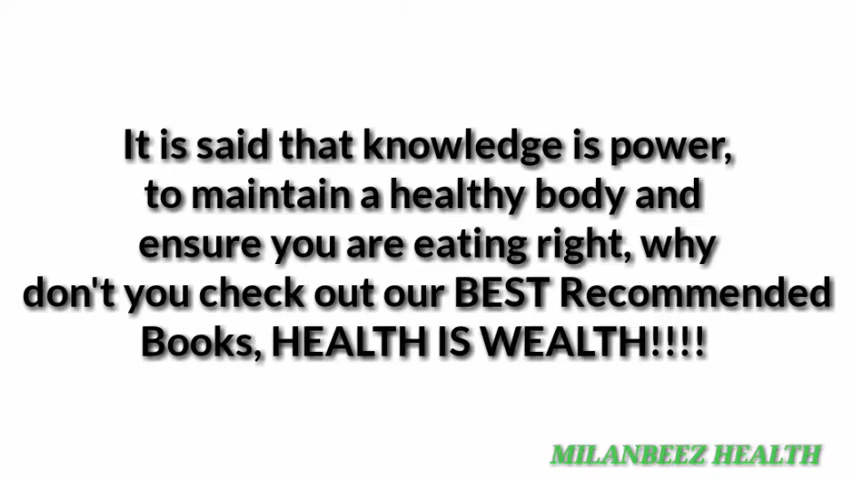 It is said that knowledge is power,
to maintain a healthy body and
ensure you are eating right, why
don't you check out our BEST Recommended
Books, HEALTH IS WEALTH!!!!
MILANBEEZ HEALTH